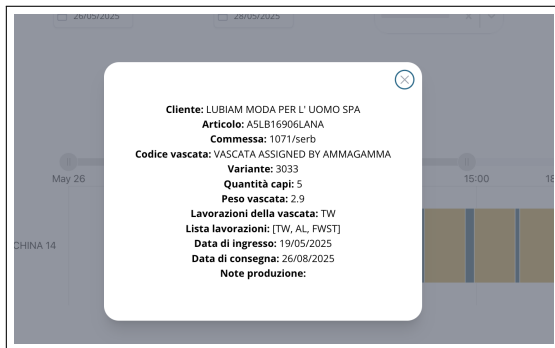 26/05/2025
28/05/2025
Cliente: LUBIAM MODA PER L' UOMO SPA
Articolo: A5LB16906LANA
Commessa: 1071/serb
Codice vascata: VASCATA ASSIGNED BY AMMAGAMMA
Variante: 3033
Quantità capi: 5
Peso vascata: 2.9
Lavorazioni della vascata: TW
Lista lavorazioni: [TW, AL, FWST]
Data di ingresso: 19/05/2025
Data di consegna: 26/08/2025
Note produzione:
May 26
15:00
18
CHINA 14